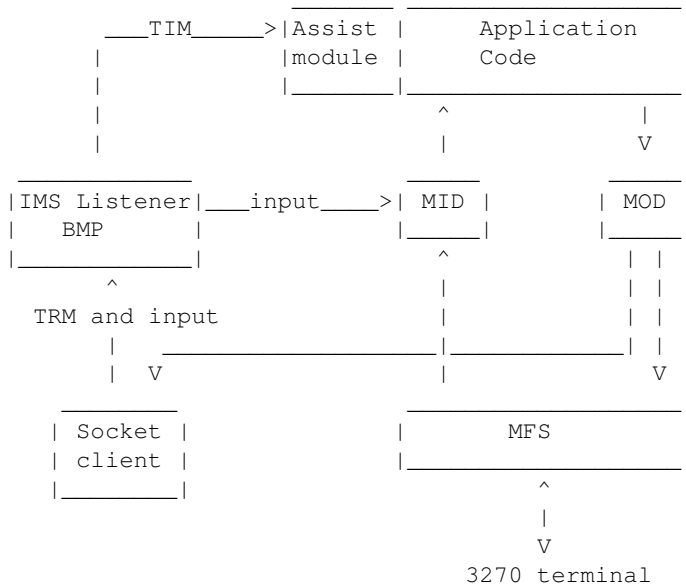 TIM >Assist Application
module Code
^
V
IMS Listener input > MID MOD
BMP
^ ^
TRM and input
V V
Socket MFS
client
^
V
3270 terminal